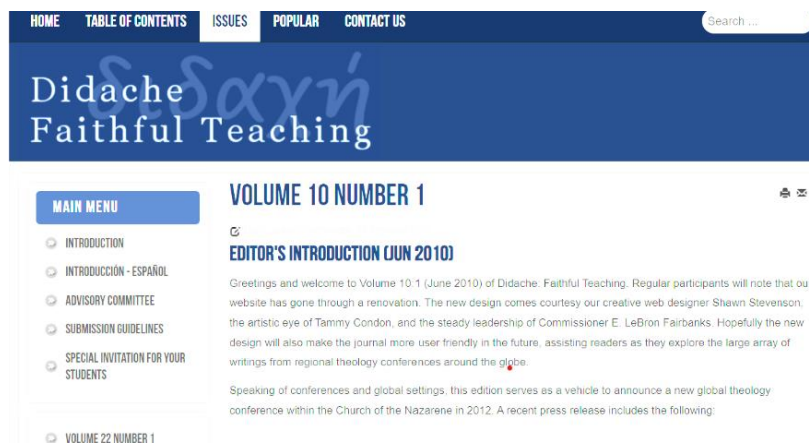 HOME TABLE OF CONTENTS ISSUES POPULAR CONTACT US Search ...
διδαχή
Didache
Faithful Teaching
MAIN MENU
INTRODUCTION
INTRODUCCIÓN - ESPAÑOL
ADVISORY COMMITTEE
SUBMISSION GUIDELINES
SPECIAL INVITATION FOR YOUR
STUDENTS
VOLUME 22 NUMBER 1
VOLUME 10 NUMBER 1
EDITOR'S INTRODUCTION (JUN 2010)
Greetings and welcome to Volume 10:1 (June 2010) of Didache: Faithful Teaching. Regular participants will note that ou
website has gone through a renovation. The new design comes courtesy our creative web designer Shawn Stevenson,
the artistic eye of Tammy Condon, and the steady leadership of Commissioner E. LeBron Fairbanks. Hopefully the new
design will also make the journal more user friendly in the future, assisting readers as they explore the large array of
writings from regional theology conferences around the globe.
Speaking of conferences and global settings, this edition serves as a vehicle to announce a new global theology
conference within the Church of the Nazarene in 2012. A recent press release includes the following: